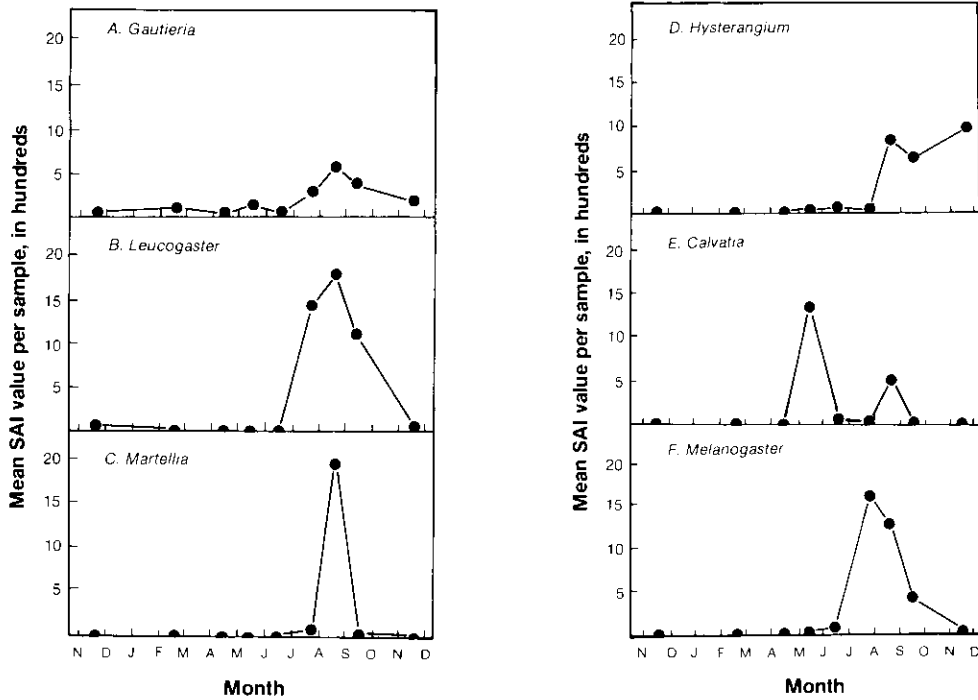 Mean SAI value per sample, in hundreds
A. Gautieria
20
15
10
5
B. Leucogaster
20
15
10
5
C. Martellia
20
15
10
5
N D J F M A M J J A S O N D
Month
Mean SAI value per sample, in hundreds
D. Hysterangium
20
15
10
5
E. Calvatia
20
15
10
5
F. Melanogaster
20
15
10
5
N D J F M A M J J A S O N D
Month